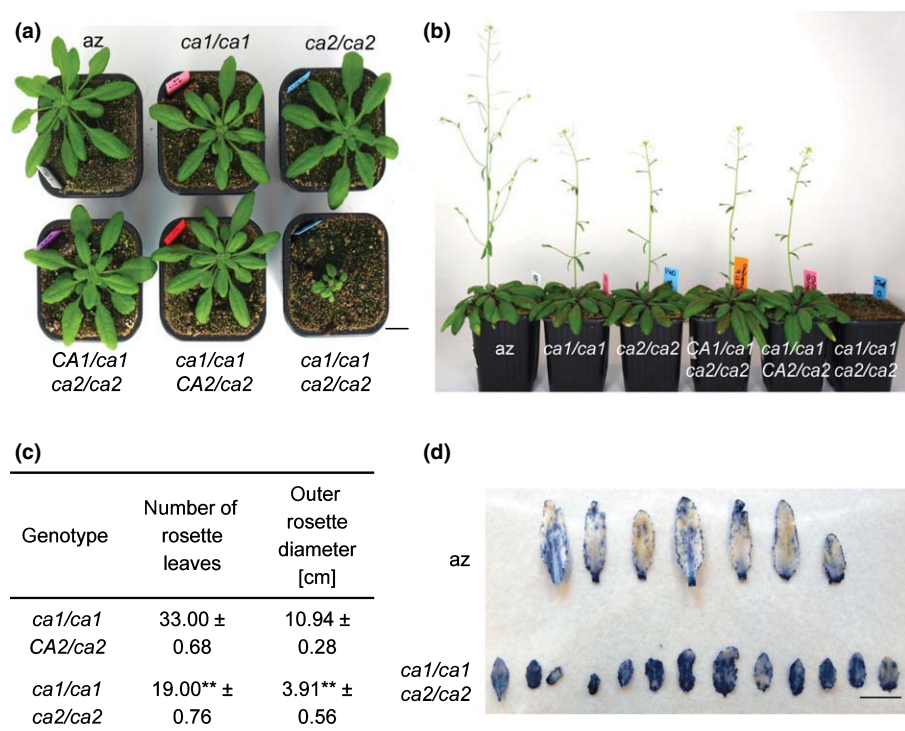 (a)
az
ca1/ca1
ca2/ca2
CA1/ca1
ca2/ca2
ca1/ca1
CA2/ca2
ca1/ca1
ca2/ca2
(b)
az
ca1/ca1
ca2/ca2
CA1/ca1
ca2/ca2
ca1/ca1
CA2/ca2
ca1/ca1
ca2/ca2
(c)
Genotype
Number of
rosette
leaves
Outer
rosette
diameter
[cm]
ca1/ca1
CA2/ca2
33.00 ±
0.68
10.94 ±
0.28
ca1/ca1
ca2/ca2
19.00** ±
0.76
3.91** ±
0.56
(d)
az
ca1/ca1
ca2/ca2